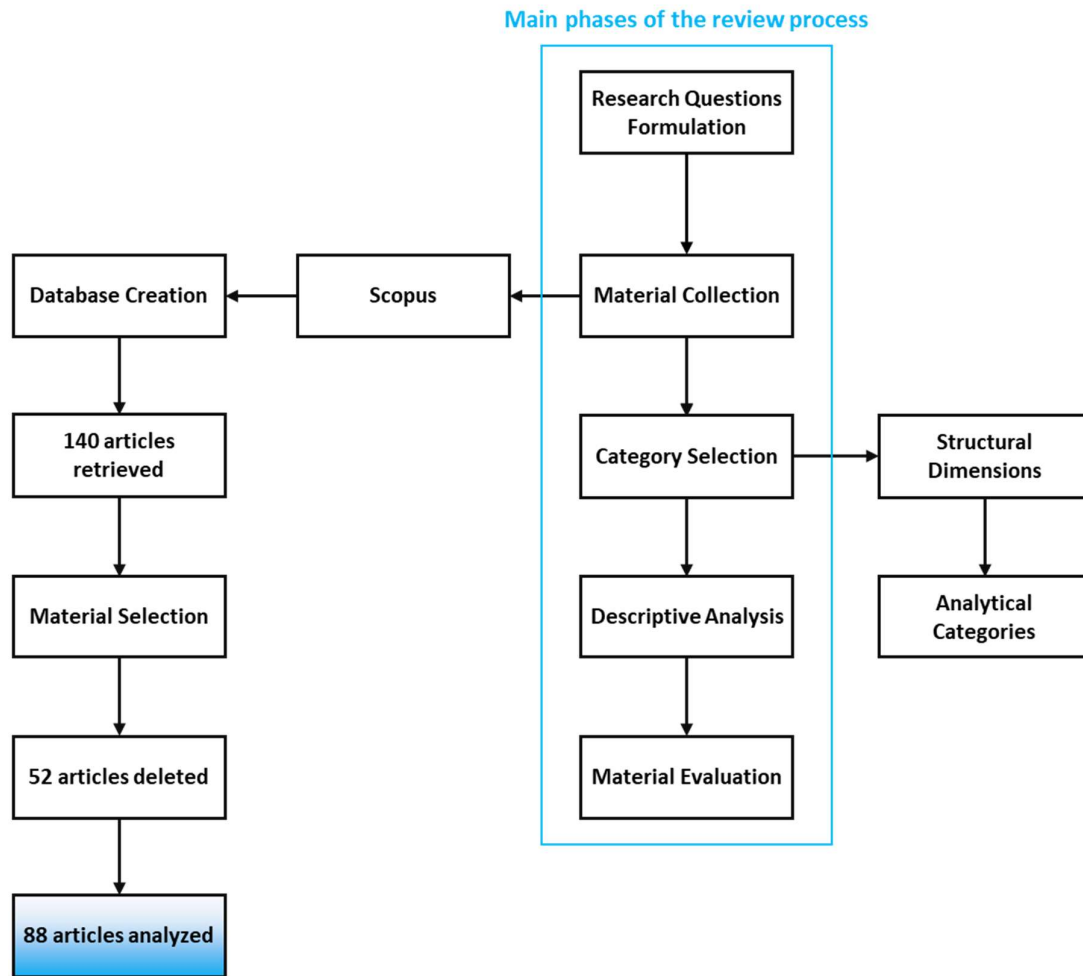 Main phases of the review process
Research Questions
Formulation
Database Creation
Scopus
Material Collection
140 articles
retrieved
Category Selection
Structural
Dimensions
Material Selection
Descriptive Analysis
Analytical
Categories
52 articles deleted
Material Evaluation
88 articles analyzed